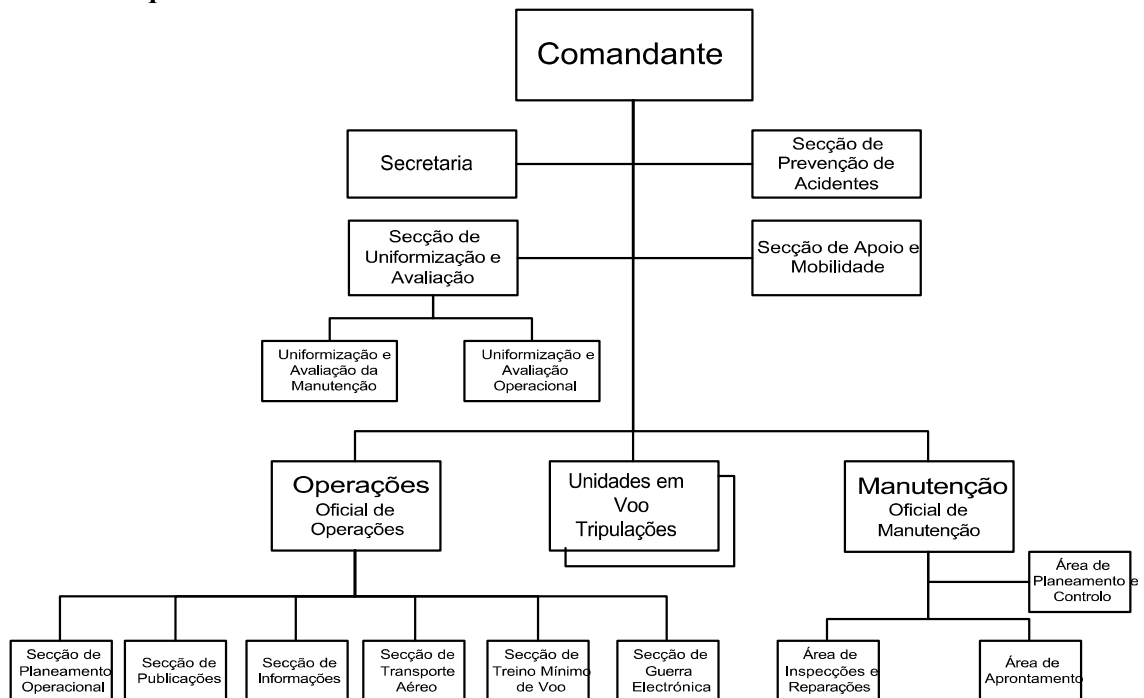 Comandante
Secretaria
Secção de
Prevenção de
Acidentes
Secção de
Uniformização e
Avaliação
Secção de Apoio e
Mobilidade
Uniformização e
Avaliação da
Manutenção
Uniformização e
Avaliação
Operacional
Operações
Oficial de
Operações
Unidades em
Voo
Tripulações
Manutenção
Oficial de
Manutenção
Área de
Planeamento e
Controlo
Secção de
Planeamento
Operacional
Secção de
Publicações
Secção de
Informações
Secção de
Transporte
Aéreo
Secção de
Treino Mínimo
de Voo
Secção de
Guerra
Electrónica
Área de
Inspecções e
Reparações
Área de
Aprontamento